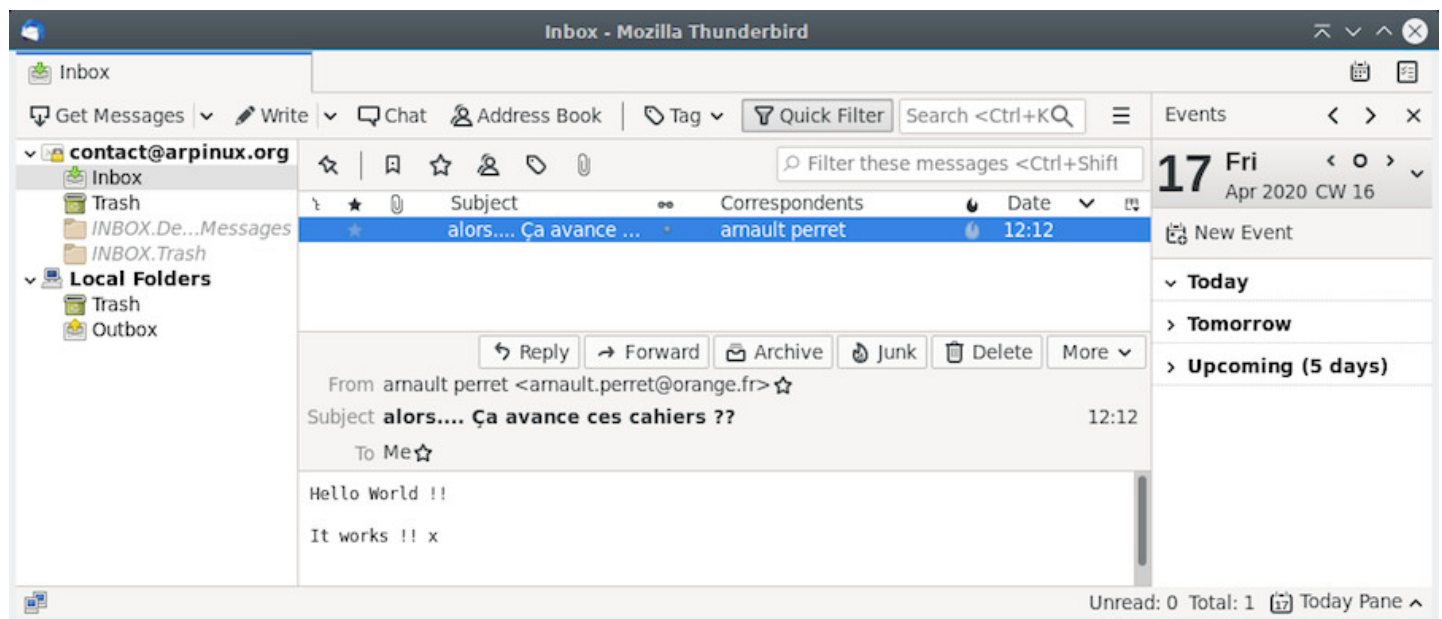 Inbox - Mozilla Thunderbird
Inbox
Get Messages Write Chat Address Book Tag Quick Filter Search <Ctrl+K
Events
contact@arpinux.org
Inbox
Trash
INBOX.De...Messages
INBOX.Trash
Local Folders
Trash
Outbox
Filter these messages <Ctrl+Shift
Subject Correspondents Date
alors.... Ça avance ... arnault perret 12:12
Reply Forward Archive Junk Delete More
From arnault perret <arnault.perret@orange.fr>
Subject alors.... Ça avance ces cahiers ?? 12:12
To Me
Hello World !!
It works !! x
17 Fri
Apr 2020 CW 16
New Event
Today
Tomorrow
Upcoming (5 days)
Unread: 0 Total: 1 17 Today Pane